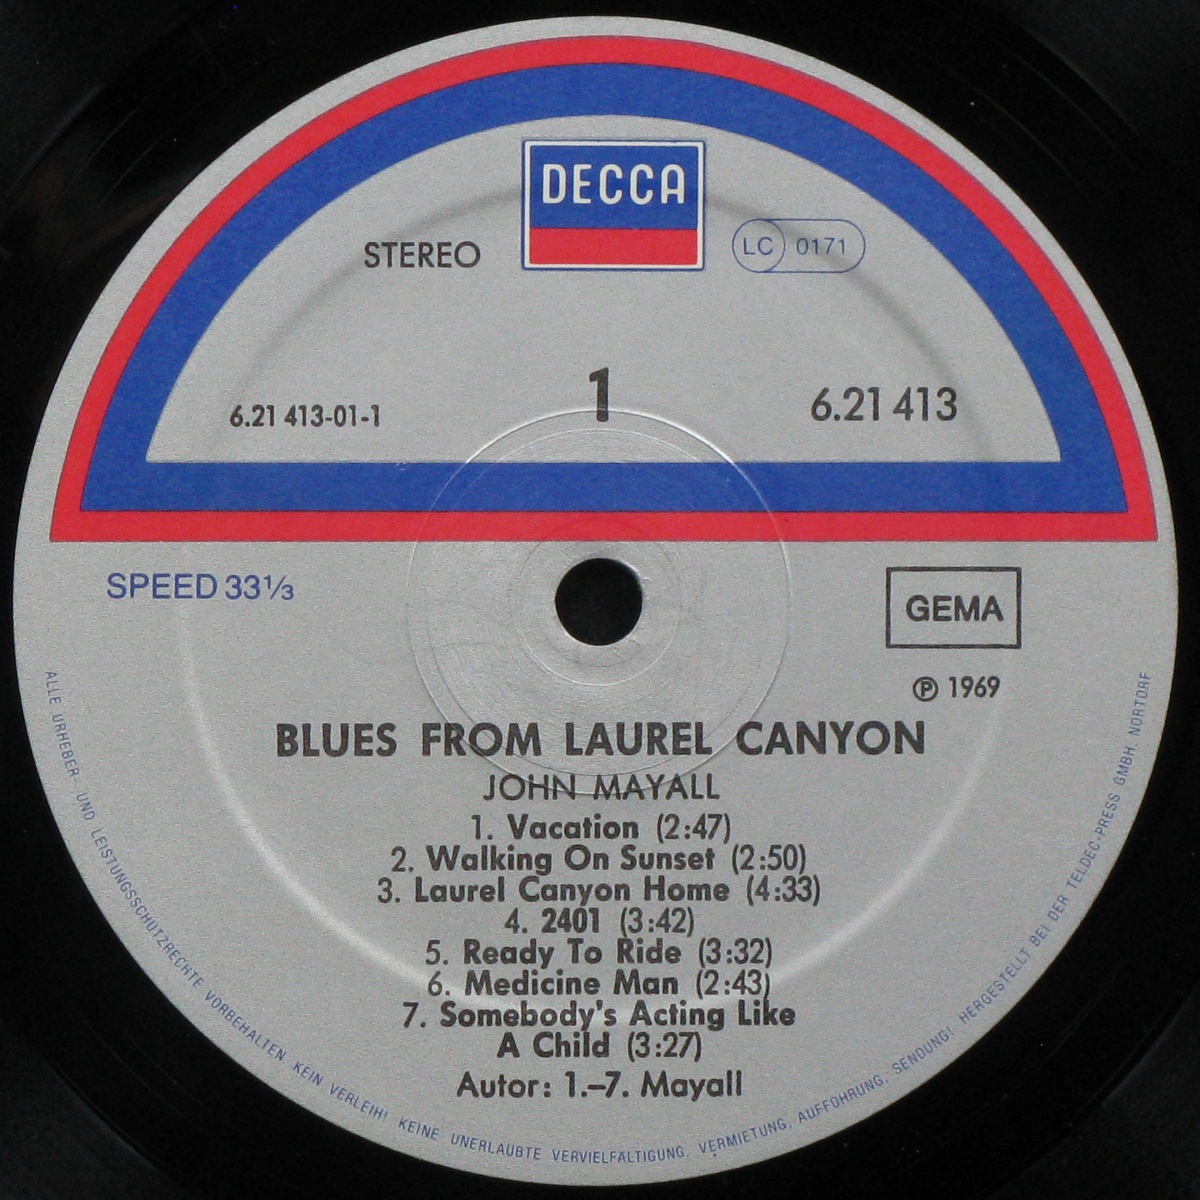 DECCA
STEREO
LC 0171
1
6.21 413-01-1
6.21 413
SPEED 33⅓
GEMA
℗ 1969
BLUES FROM LAUREL CANYON
JOHN MAYALL
1. Vacation (2:47)
2. Walking On Sunset (2:50)
3. Laurel Canyon Home (4:33)
4. 2401 (3:42)
5. Ready To Ride (3:32)
6. Medicine Man (2:43)
7. Somebody's Acting Like
A Child (3:27)
Autor: 1.–7. Mayall
ALLE URHEBER- UND LEISTUNGSSCHUTZRECHTE VORBEHALTEN. KEIN VERLEIH! KEINE UNERLAUBTE VERVIELFÄLTIGUNG, VERMIETUNG, AUFFÜHRUNG, SENDUNG! HERGESTELLT BEI DER TELDEC-PRESS GMBH. NORTORF